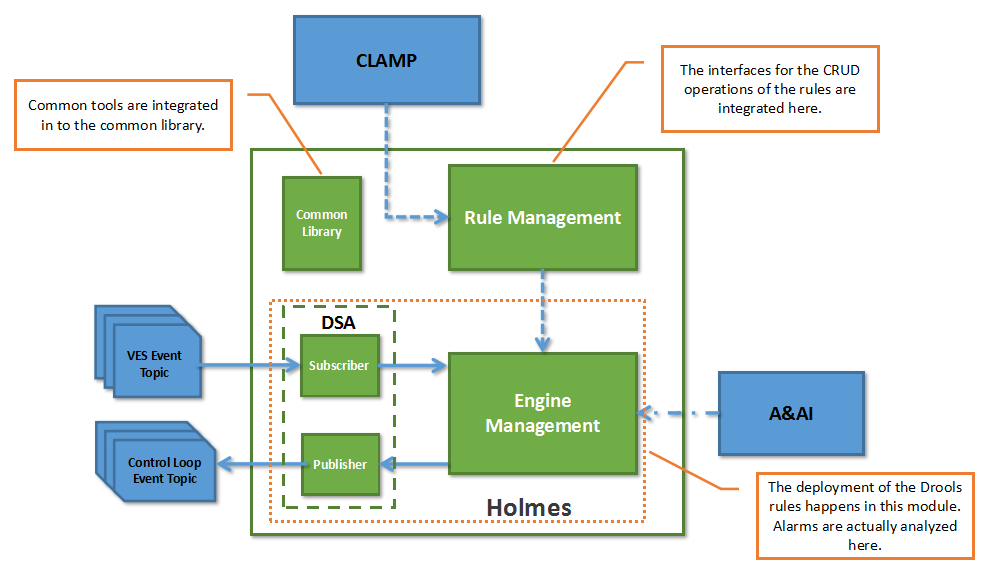 CLAMP
The interfaces for the CRUD
operations of the rules are
integrated here.
Common tools are integrated
in to the common library.
Common
Library
Rule Management
DSA
VES Event
Topic
Subscriber
Engine
Management
A&AI
Control Loop
Event Topic
Publisher
Holmes
The deployment of the Drools
rules happens in this module.
Alarms are actually analyzed
here.